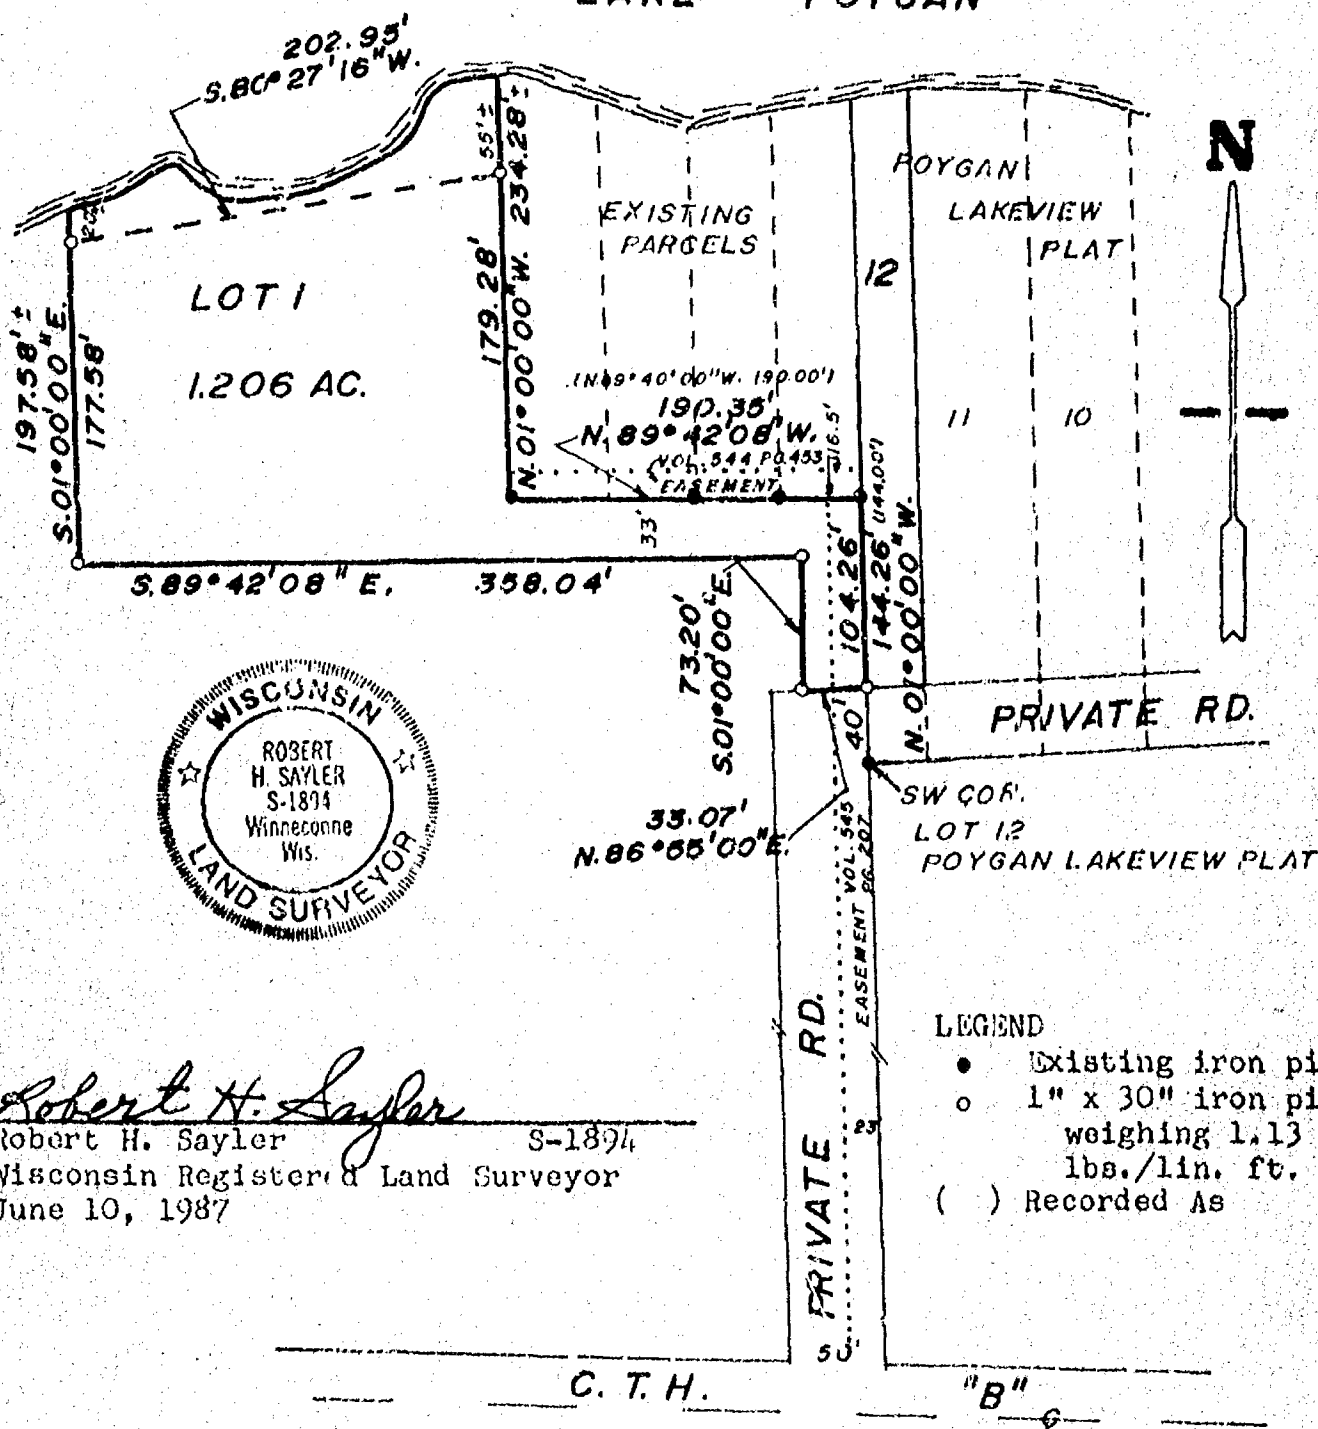 LAKE POYGAN
202.95'
S.80°27'16"W.
N
55'±
N.01°00'00"W. 234.28'±
179.28'
20'±
197.58'±
S.01°00'00"E.
177.58'
LOT 1
1.206 AC.
EXISTING
PARCELS
POYGAN
LAKEVIEW
PLAT
12
11
10
(N.89°40'00"W. 190.00')
190.35'
N.89°42'08"W.
(VOL. 544 PG.453)
EASEMENT
16.5'
33'
S.89°42'08"E. 358.04'
73.20'
S.01°00'00"E.
104.26'
144.26' (144.00')
N.01°00'00"W.
40'
PRIVATE RD.
33.07'
N.86°55'00"E.
SW COR.
LOT 12
POYGAN LAKEVIEW PLAT
EASEMENT VOL. 545
PG. 207
WISCONSIN
ROBERT
H. SAYLER
S-1894
Winneconne
Wis.
LAND SURVEYOR
PRIVATE RD.
23'
50'
LEGEND
● Existing iron pi
○ 1" x 30" iron pi
weighing 1.13
lbs./lin. ft.
( ) Recorded As
Robert H. Sayler
Robert H. Sayler S-1894
Wisconsin Registered Land Surveyor
June 10, 1987
C. T. H. "B"